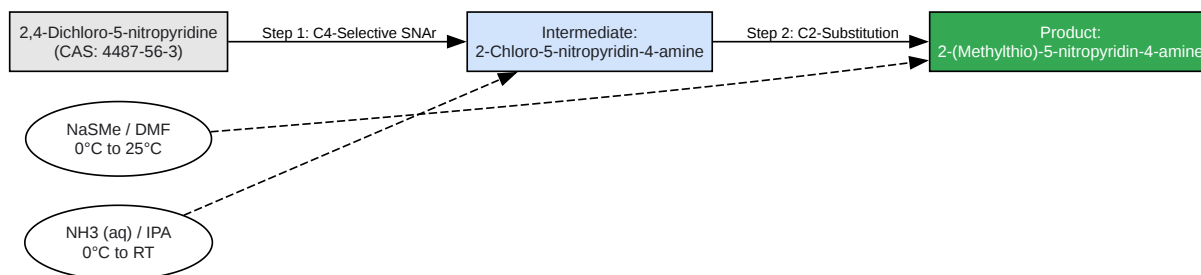 2,4-Dichloro-5-nitropyridine
(CAS: 4487-56-3)
Step 1: C4-Selective SNAr
Intermediate:
2-Chloro-5-nitropyridin-4-amine
Step 2: C2-Substitution
Product:
2-(Methylthio)-5-nitropyridin-4-amine
NaSMe / DMF
0°C to 25°C
NH3 (aq) / IPA
0°C to RT